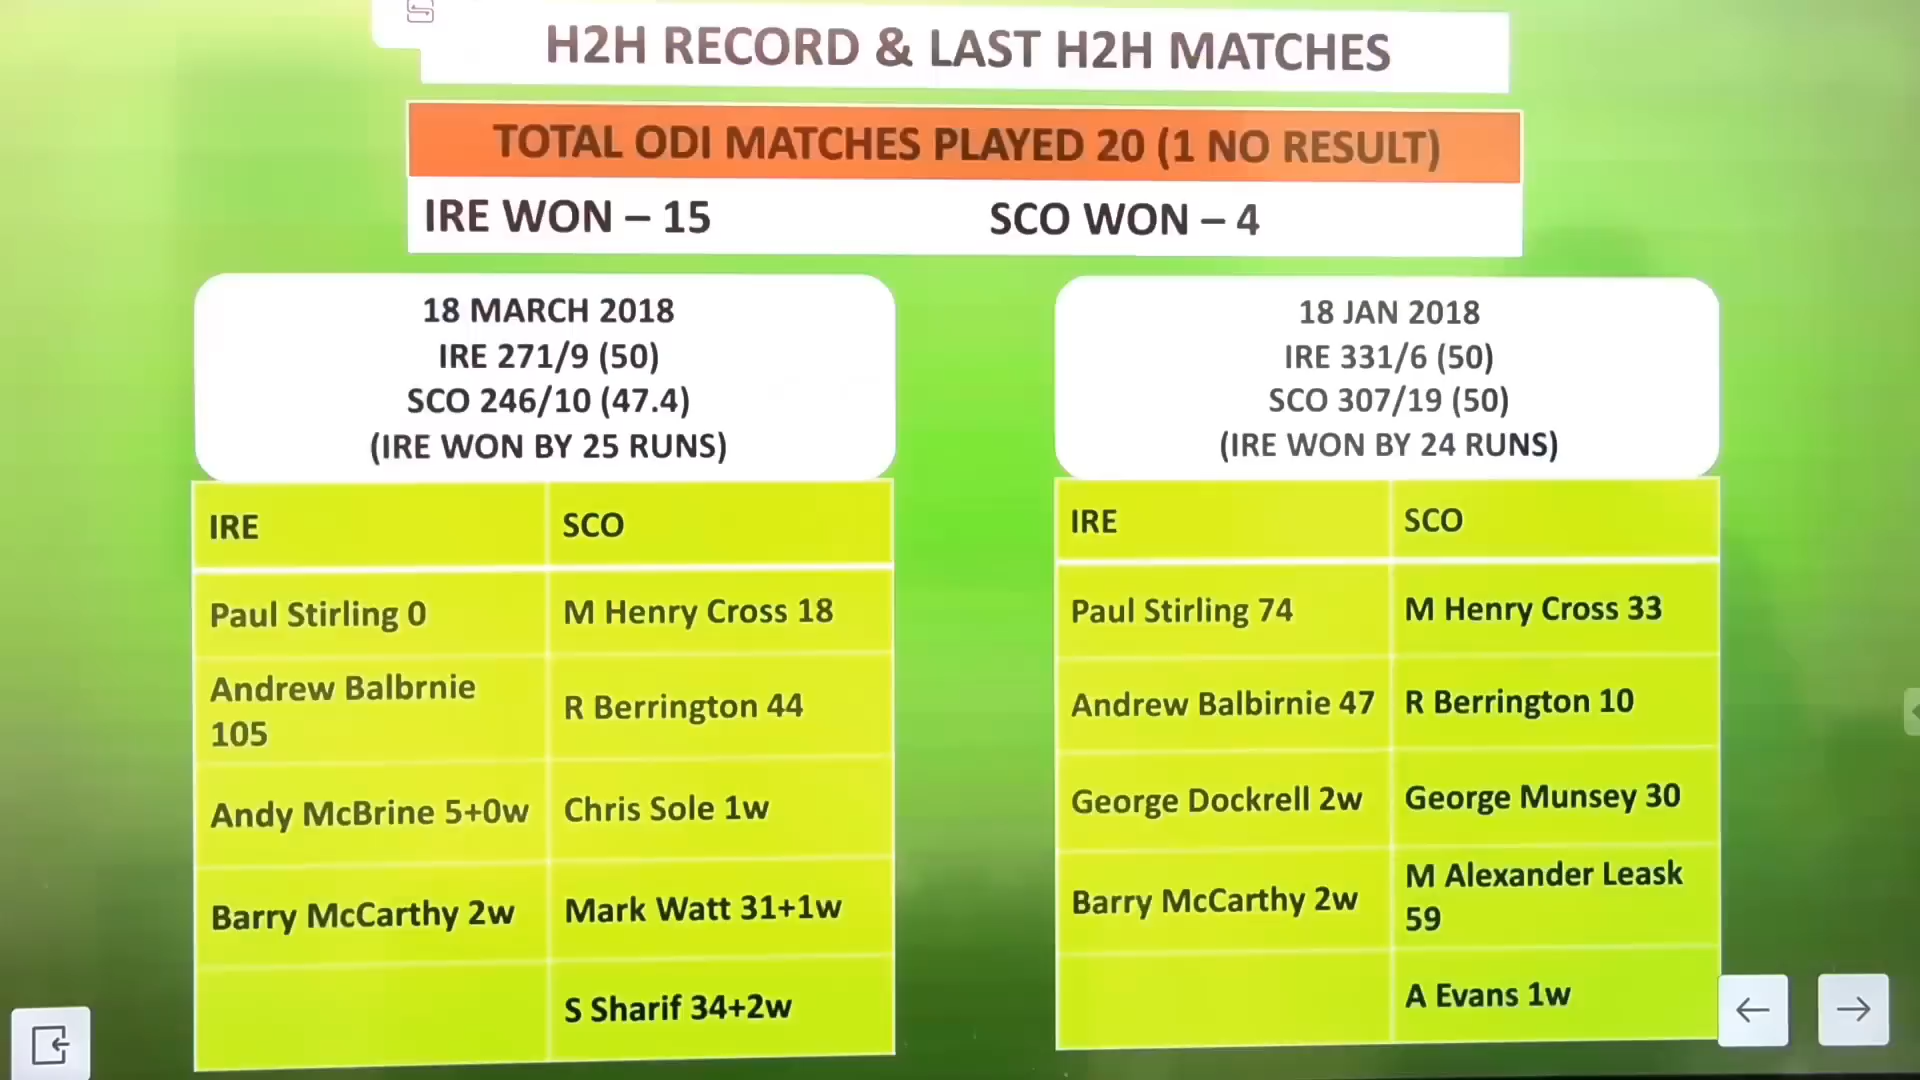 H2H RECORD & LAST H2H MATCHES
TOTAL ODI MATCHES PLAYED 20 (1 NO RESULT)
IRE WON – 15 SCO WON – 4
18 MARCH 2018
IRE 271/9 (50)
SCO 246/10 (47.4)
(IRE WON BY 25 RUNS)
IRE SCO
Paul Stirling 0 M Henry Cross 18
Andrew Balbrnie
105
R Berrington 44
Andy McBrine 5+0w Chris Sole 1w
Barry McCarthy 2w Mark Watt 31+1w
S Sharif 34+2w
18 JAN 2018
IRE 331/6 (50)
SCO 307/19 (50)
(IRE WON BY 24 RUNS)
IRE SCO
Paul Stirling 74 M Henry Cross 33
Andrew Balbirnie 47 R Berrington 10
George Dockrell 2w George Munsey 30
Barry McCarthy 2w M Alexander Leask
59
A Evans 1w